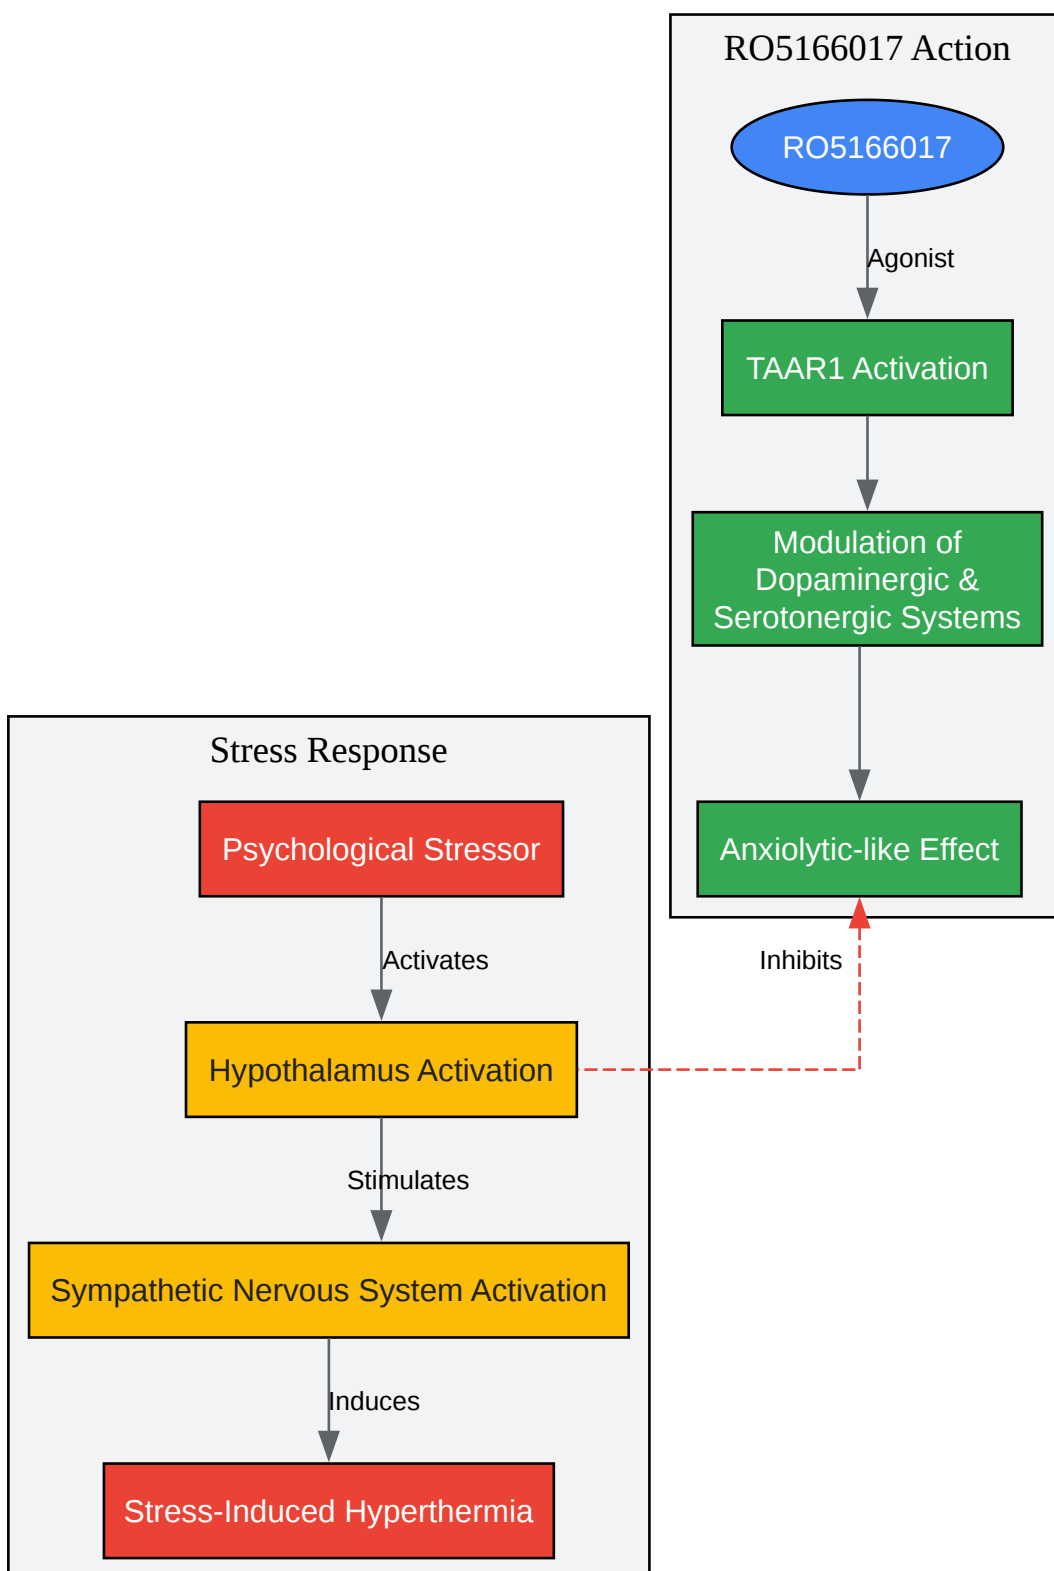 RO5166017 Action
RO5166017
Agonist
TAAR1 Activation
Modulation of
Dopaminergic &
Serotonergic Systems
Anxiolytic-like Effect
Inhibits
Stress Response
Psychological Stressor
Activates
Hypothalamus Activation
Stimulates
Sympathetic Nervous System Activation
Induces
Stress-Induced Hyperthermia